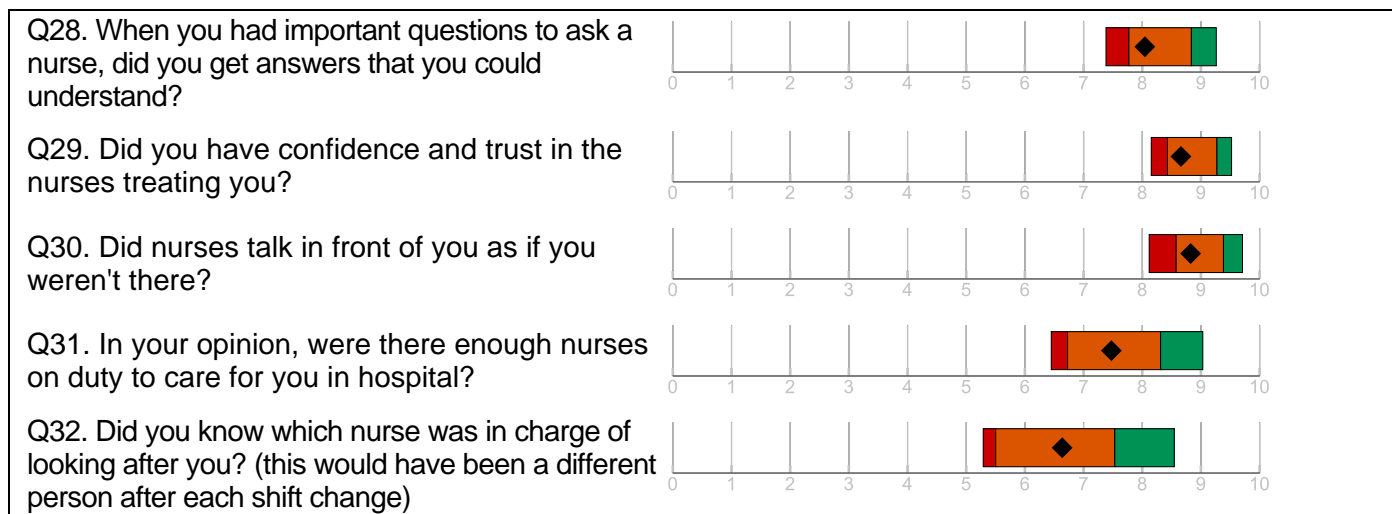 Q28. When you had important questions to ask a
nurse, did you get answers that you could
understand?
0 1 2 3 4 5 6 7 8 9 10
Q29. Did you have confidence and trust in the
nurses treating you?
0 1 2 3 4 5 6 7 8 9 10
Q30. Did nurses talk in front of you as if you
weren't there?
0 1 2 3 4 5 6 7 8 9 10
Q31. In your opinion, were there enough nurses
on duty to care for you in hospital?
0 1 2 3 4 5 6 7 8 9 10
Q32. Did you know which nurse was in charge of
looking after you? (this would have been a different
person after each shift change)
0 1 2 3 4 5 6 7 8 9 10